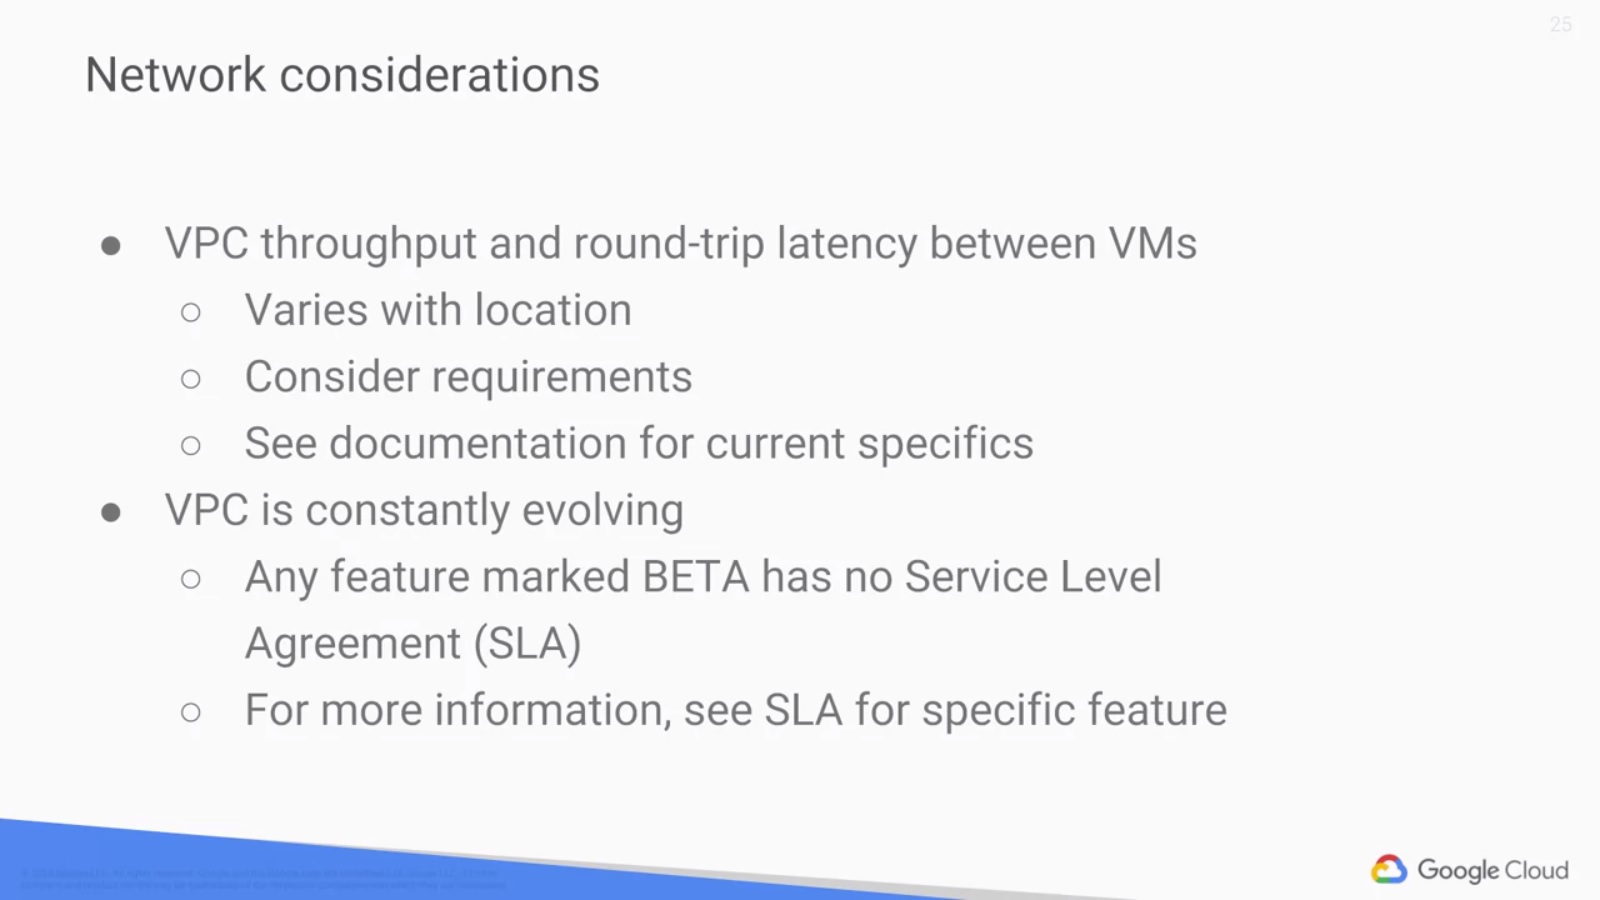 25
Network considerations
● VPC throughput and round-trip latency between VMs
○ Varies with location
○ Consider requirements
○ See documentation for current specifics
● VPC is constantly evolving
○ Any feature marked BETA has no Service Level
Agreement (SLA)
○ For more information, see SLA for specific feature
Google Cloud